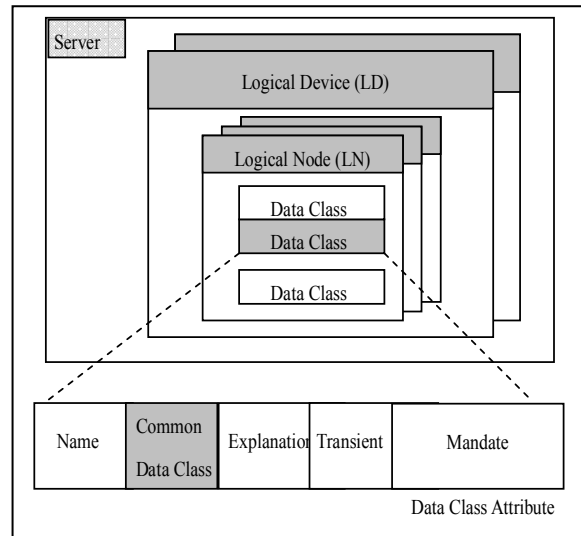 Server
Logical Device (LD)
Logical Node (LN)
Data Class
Data Class
Data Class
Name
Common
Data Class
Explanation
Transient
Mandate
Data Class Attribute